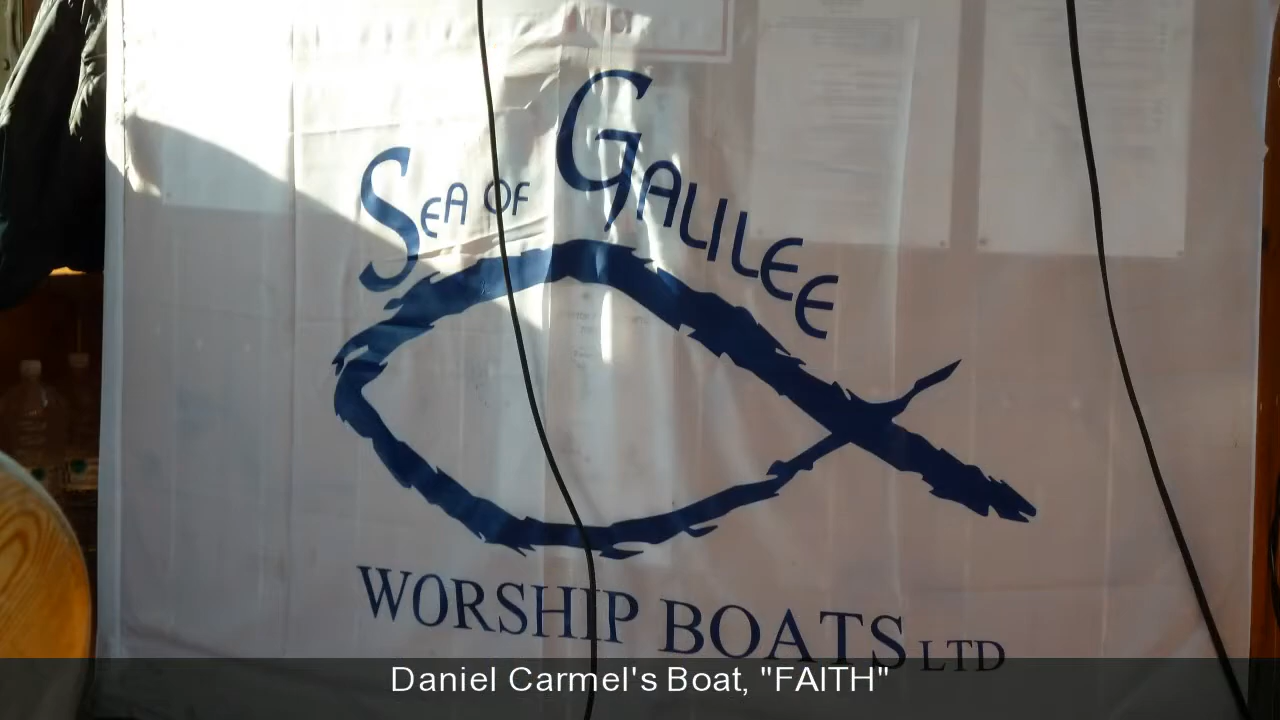 Sea of Galilee
WORSHIP BOATS LTD
Daniel Carmel's Boat, "FAITH"